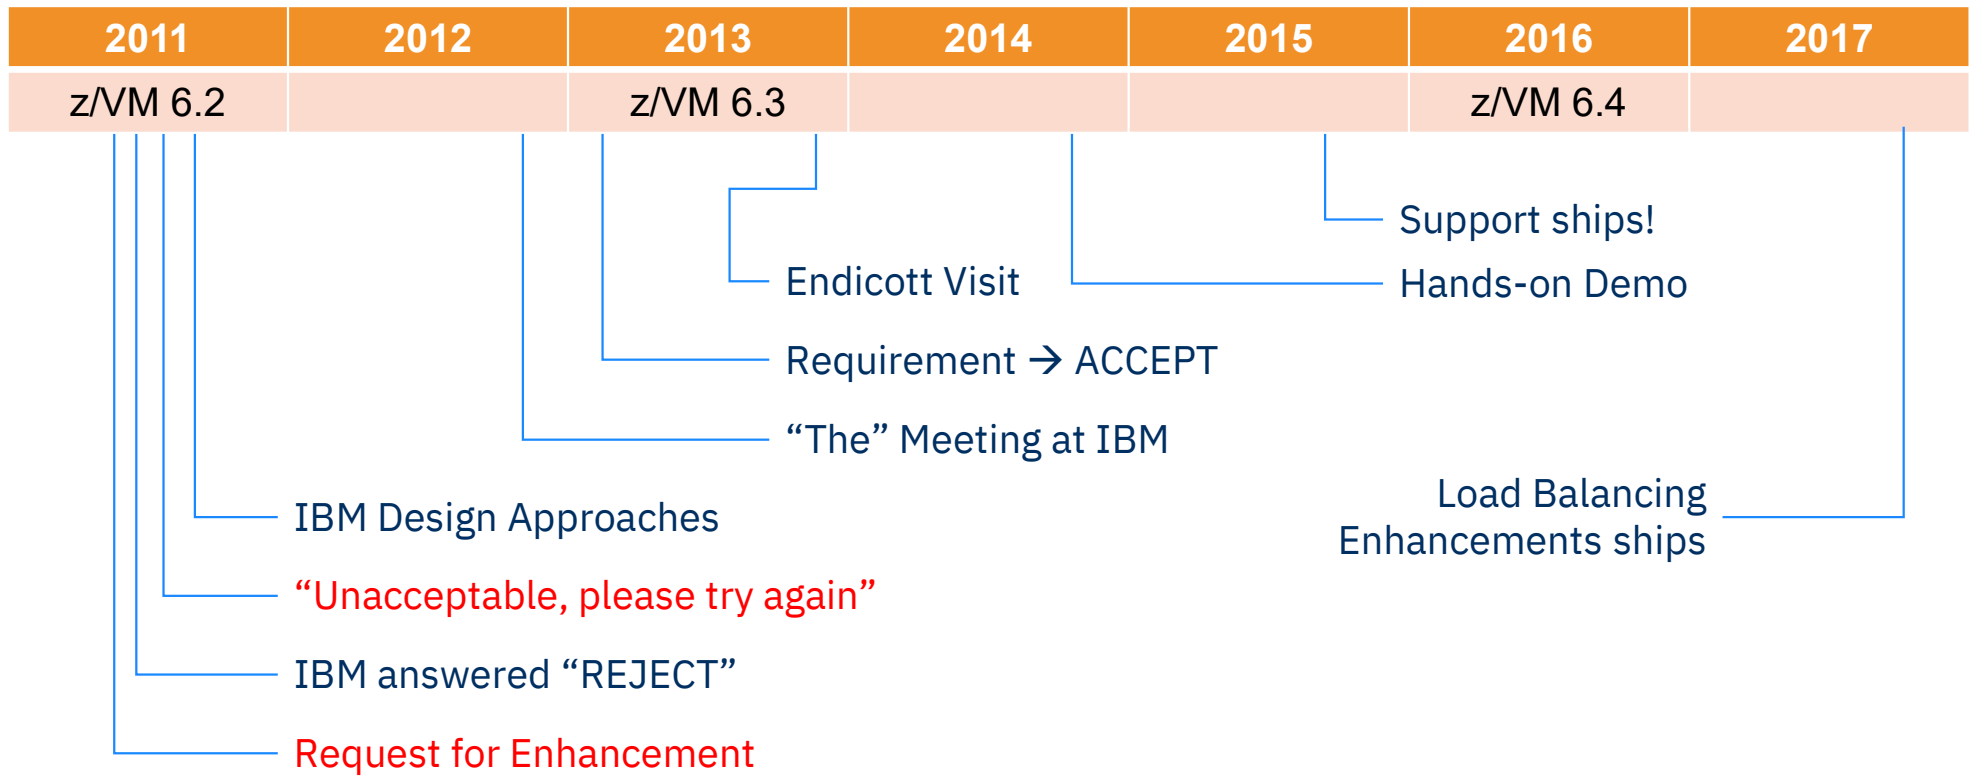 2011 2012 2013 2014 2015 2016 2017
z/VM 6.2 z/VM 6.3 z/VM 6.4
Support ships!
Endicott Visit
Hands-on Demo
Requirement → ACCEPT
“The” Meeting at IBM
Load Balancing
Enhancements ships
IBM Design Approaches
“Unacceptable, please try again”
IBM answered “REJECT”
Request for Enhancement